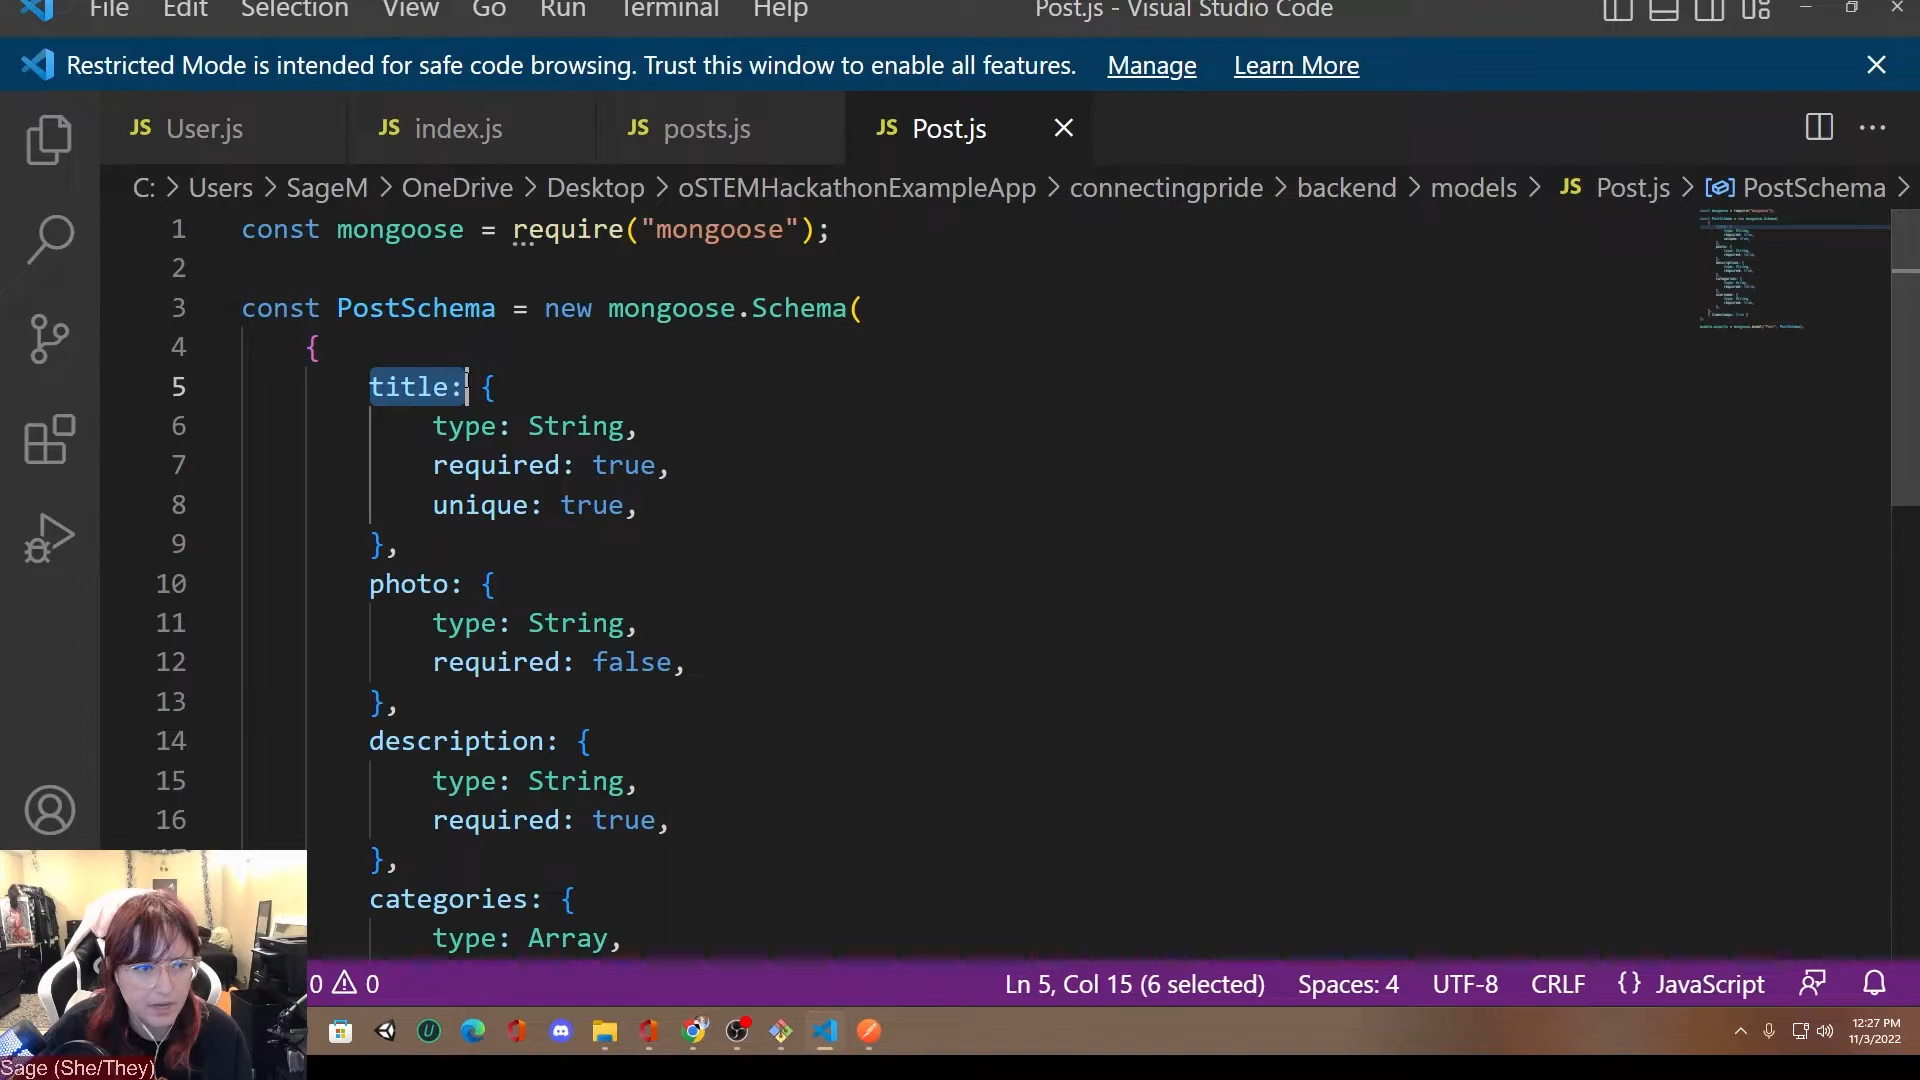 File Edit Selection View Go Run Terminal Help Post.js - Visual Studio Code
Restricted Mode is intended for safe code browsing. Trust this window to enable all features. Manage Learn More
JS User.js JS index.js JS posts.js JS Post.js
C: > Users > SageM > OneDrive > Desktop > oSTEMHackathonExampleApp > connectingpride > backend > models > JS Post.js > PostSchema >
1 const mongoose = require("mongoose");
2
3 const PostSchema = new mongoose.Schema(
4 {
5 title: {
6 type: String,
7 required: true,
8 unique: true,
9 },
10 photo: {
11 type: String,
12 required: false,
13 },
14 description: {
15 type: String,
16 required: true,
},
categories: {
type: Array,
0 0 Ln 5, Col 15 (6 selected) Spaces: 4 UTF-8 CRLF {} JavaScript
12:27 PM
11/3/2022
Sage (She/They)